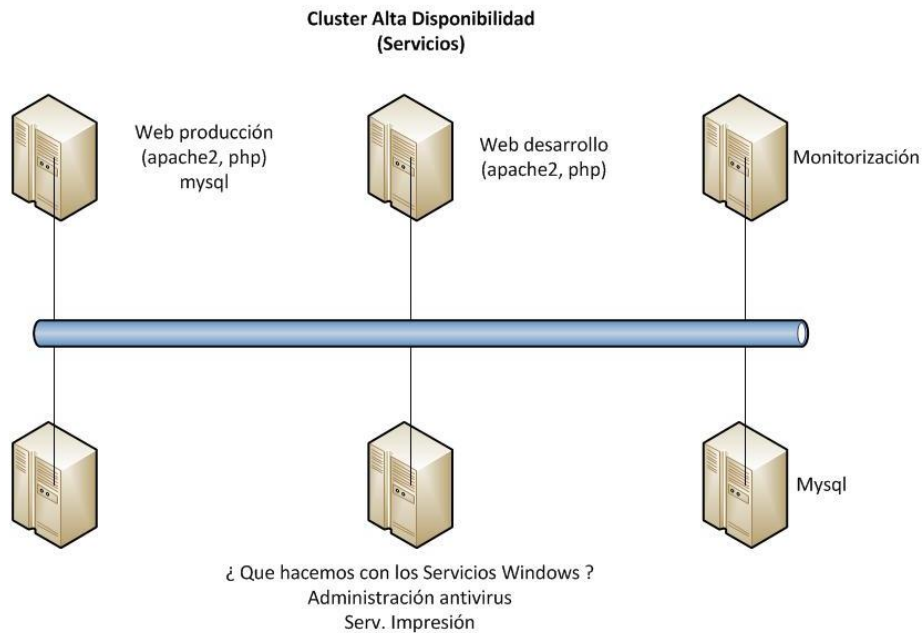 Cluster Alta Disponibilidad
(Servicios)
Web producción
(apache2, php)
mysql
Web desarrollo
(apache2, php)
Monitorización
Mysql
¿ Que hacemos con los Servicios Windows ?
Administración antivirus
Serv. Impresión